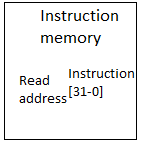 Instruction
memory
Read
address
Instruction
[31-0]